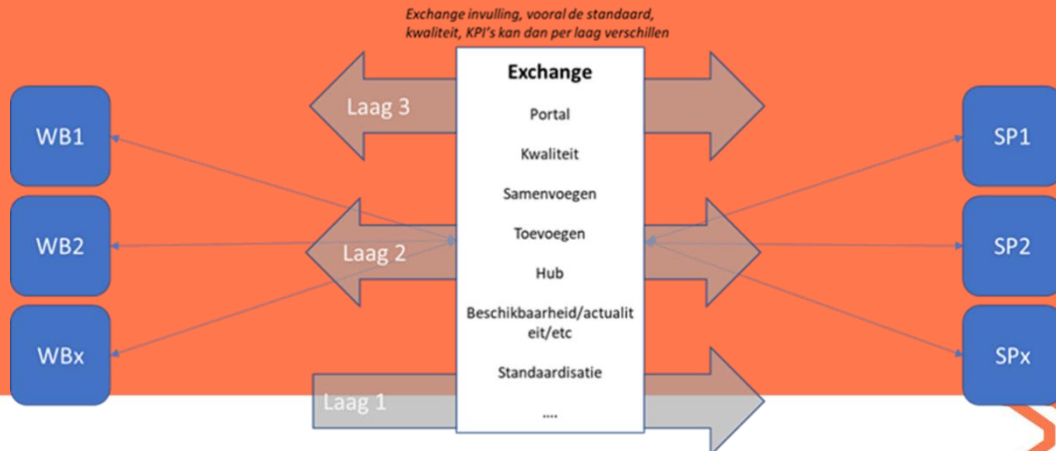 Exchange invulling, vooral de standaard,
kwaliteit, KPI's kan dan per laag verschillen
Exchange
Portal
Kwaliteit
Samenvoegen
Toevoegen
Hub
Beschikbaarheid/actualit
eit/etc
Standaardisatie
....
Laag 3
Laag 2
Laag 1
WB1
WB2
WBx
SP1
SP2
SPx